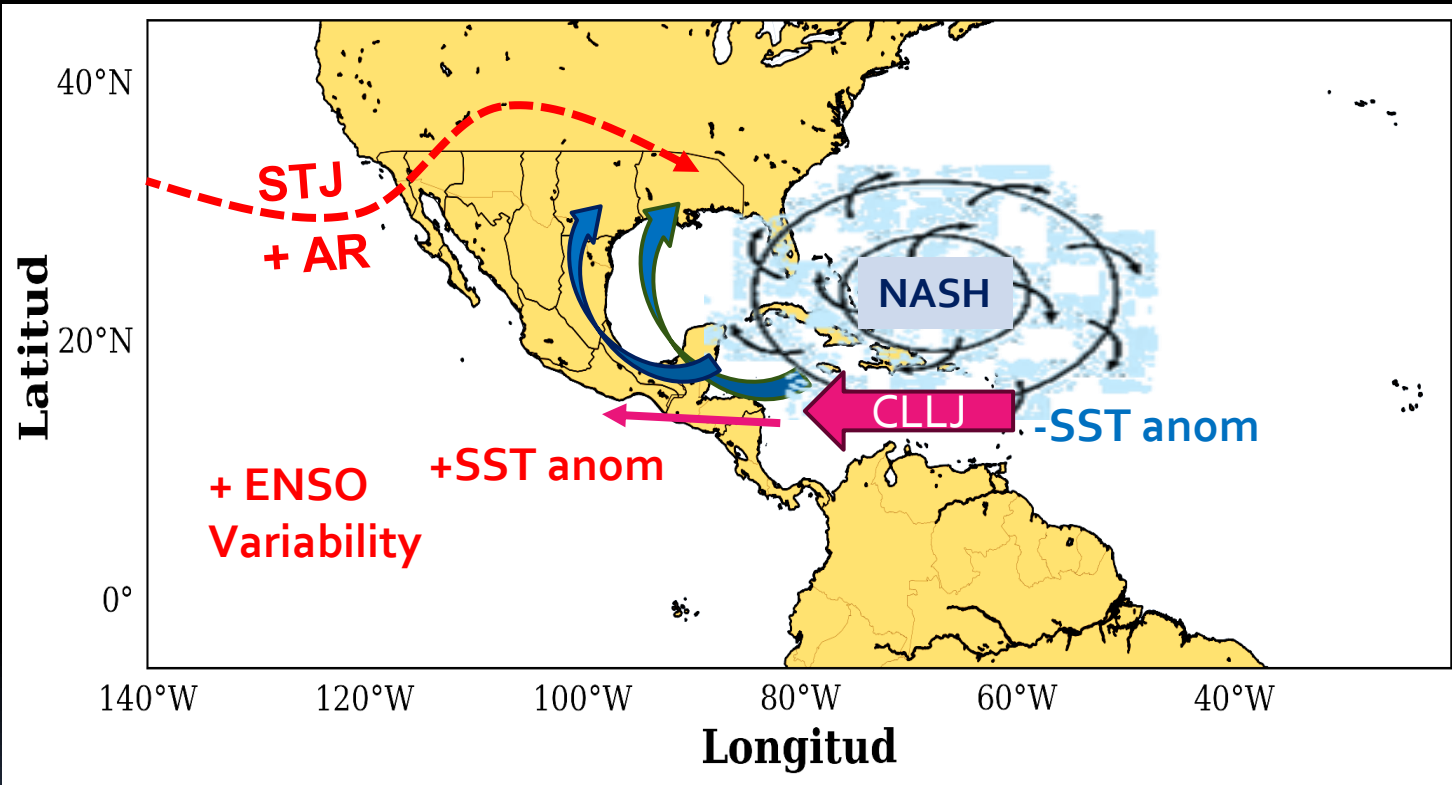 40°N
STJ
+ AR
NASH
Latitud
20°N
CLLJ
-SST anom
+SST anom
+ ENSO
Variability
0°
140°W
120°W
100°W
80°W
60°W
40°W
Longitud